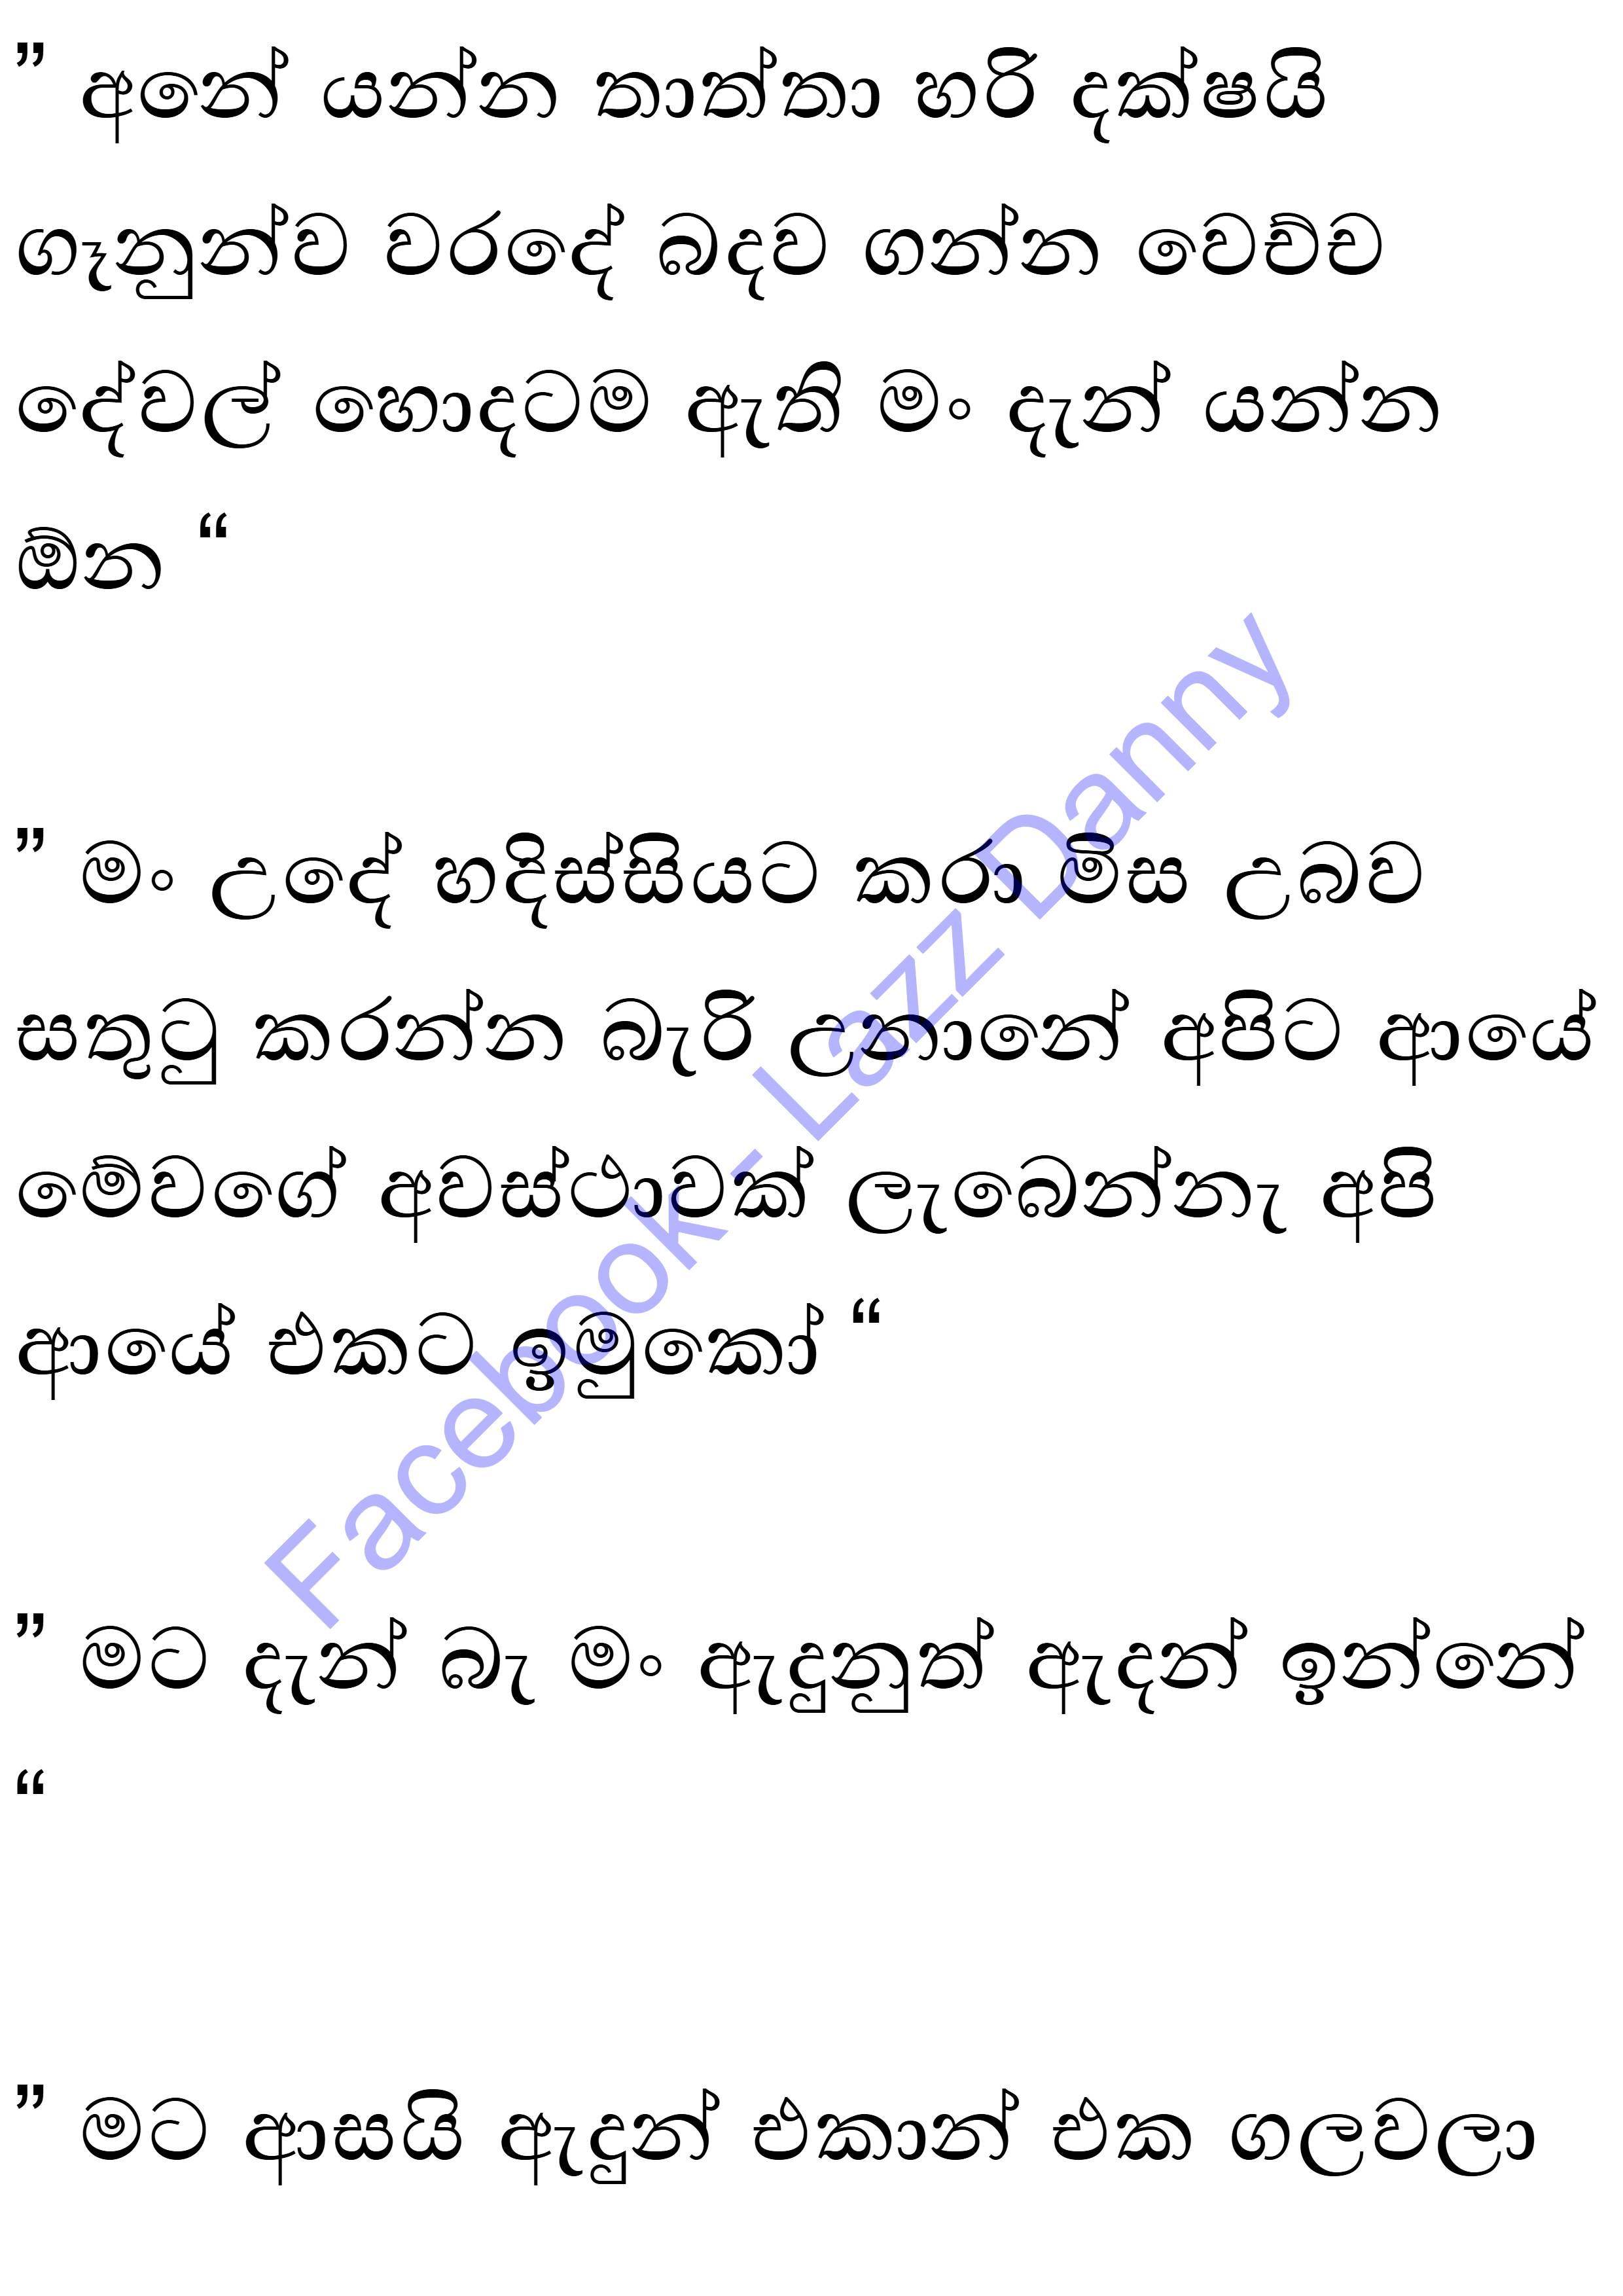 ” අනේ යන්න තාත්තා හරි දක්ෂයි
ගෑනුන්ව වරදේ බදව ගන්න වෙච්ච
දේවල් හොදටම ඇති මං දැන් යන්න
ඕන “
” මං උදේ හදිස්සියට කරා මිස උබව
සතුටු කරන්න බැරි උනානේ අපිට ආයේ
මේවගේ අවස්ථාවක් ලැබෙන්නැ අපි
ආයේ එකට ඉමුකෝ “
” මට දැන් බැ මං ඇදුනුත් ඇදන් ඉන්නේ
“
” මට ආසයි ඇදුන් එකාන් එක ගලවලා
Facebook - Lazz Danny